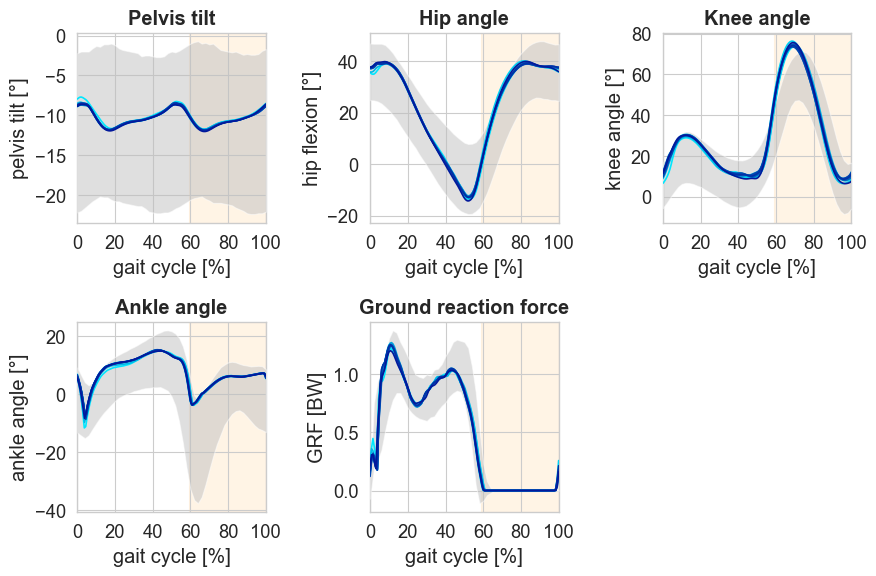 Pelvis tilt
pelvis tilt [°]
0
−5
−10
−15
−20
0 20 40 60 80 100
gait cycle [%]
Hip angle
hip flexion [°]
40
20
0
−20
0 20 40 60 80 100
gait cycle [%]
Knee angle
knee angle [°]
80
60
40
20
0
0 20 40 60 80 100
gait cycle [%]
Ankle angle
ankle angle [°]
20
0
−20
−40
0 20 40 60 80 100
gait cycle [%]
Ground reaction force
GRF [BW]
1.0
0.5
0.0
0 20 40 60 80 100
gait cycle [%]